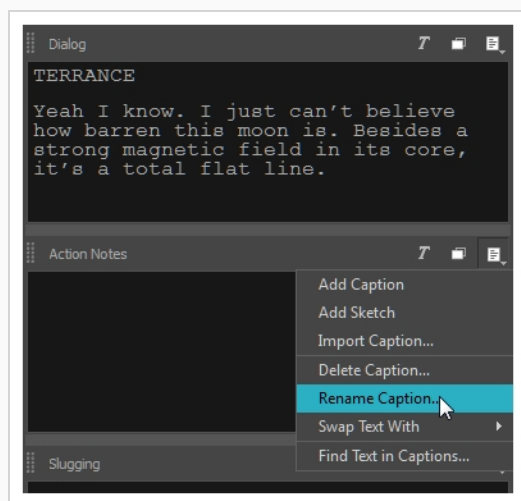 Dialog
TERRANCE
Yeah I know. I just can't believe
how barren this moon is. Besides a
strong magnetic field in its core,
it's a total flat line.
Action Notes
Add Caption
Add Sketch
Import Caption...
Delete Caption...
Rename Caption...
Swap Text With
Find Text in Captions...
Slugging